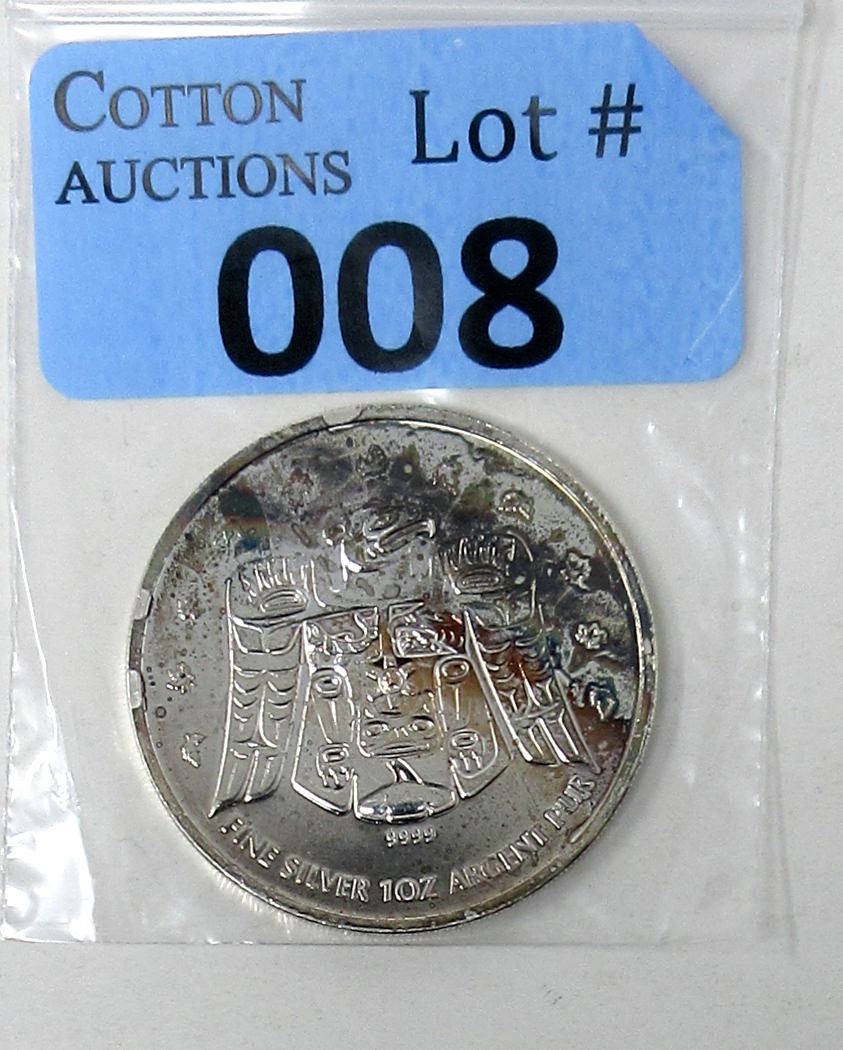 COTTON
AUCTIONS
Lot #
008
9999
FINE SILVER 1OZ ARGENT PUR